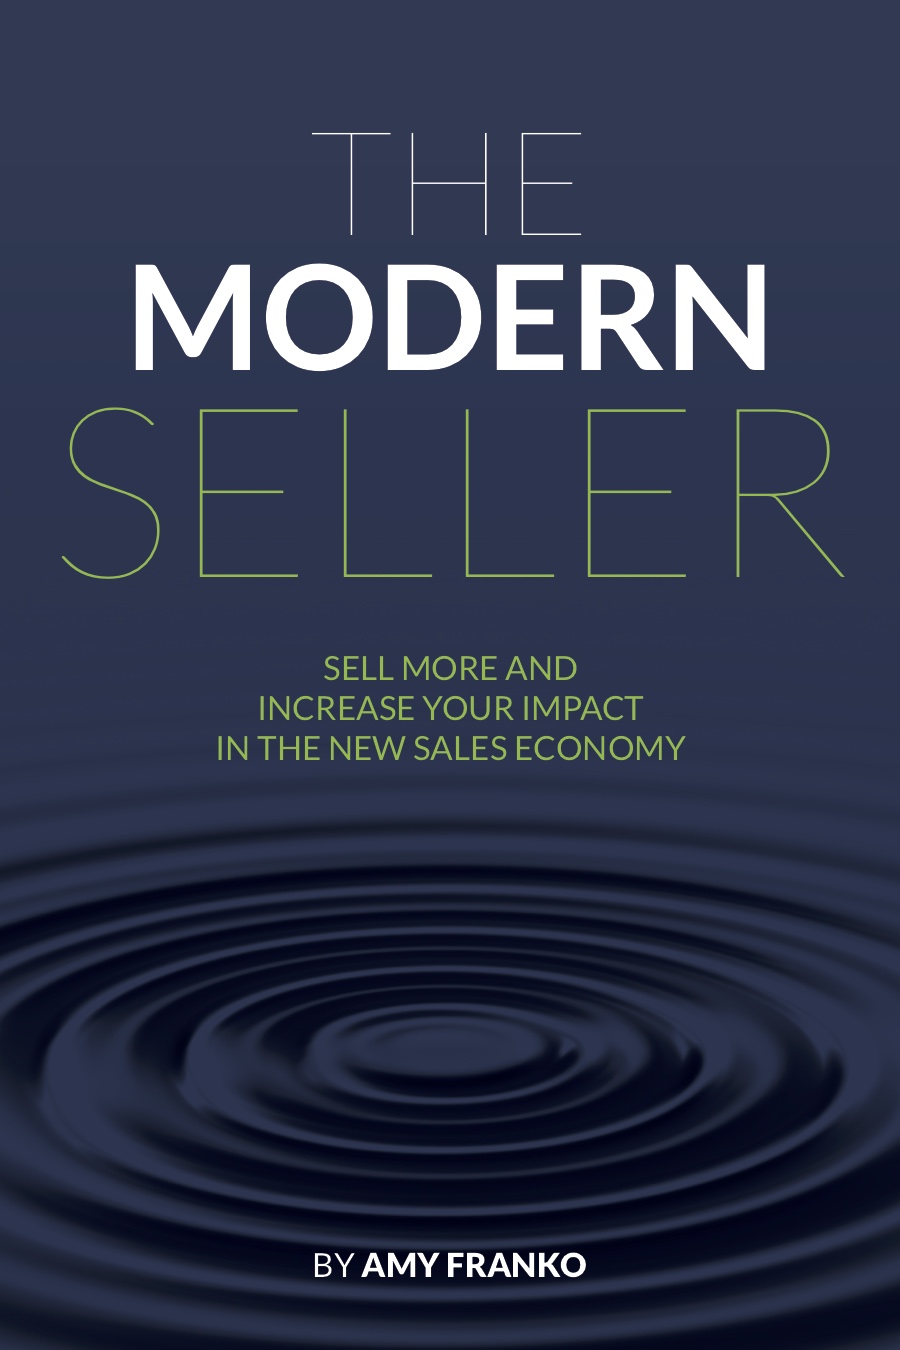 THE
MODERN
SELLER
SELL MORE AND
INCREASE YOUR IMPACT
IN THE NEW SALES ECONOMY
BY AMY FRANKO